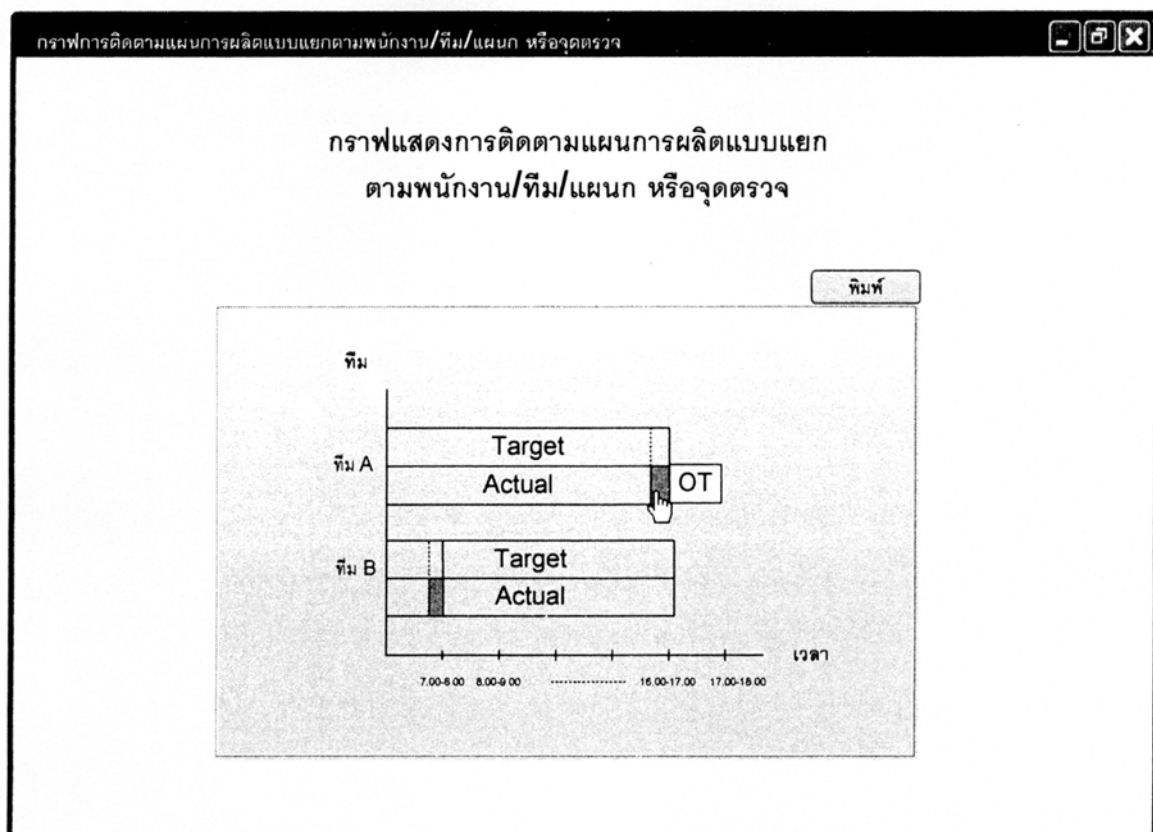 กราฟการติดตามแผนการผลิตแบบแยกตามพนักงาน/ทีม/แผนก หรือจุดตรวจ
กราฟแสดงการติดตามแผนการผลิตแบบแยก
ตามพนักงาน/ทีม/แผนก หรือจุดตรวจ
พิมพ์
ทีม
Target
ทีม A
Actual
OT
Target
ทีม B
Actual
เวลา
7.00-8.00 8.00-9.00 ---------------- 16.00-17.00 17.00-18.00